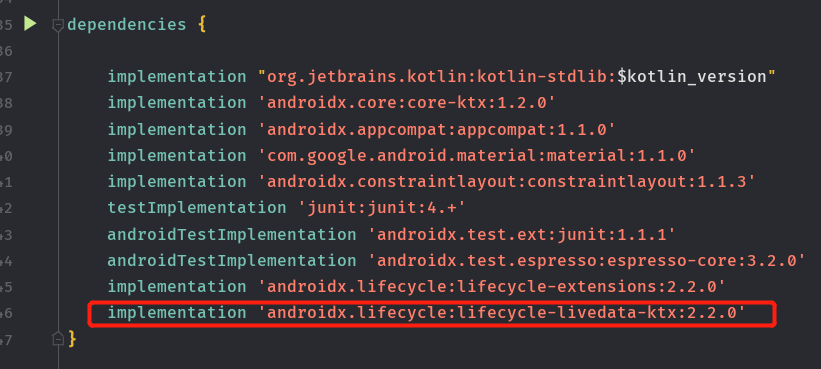 35 dependencies {
36
37 implementation "org.jetbrains.kotlin:kotlin-stdlib:$kotlin_version"
38 implementation 'androidx.core:core-ktx:1.2.0'
39 implementation 'androidx.appcompat:appcompat:1.1.0'
40 implementation 'com.google.android.material:material:1.1.0'
41 implementation 'androidx.constraintlayout:constraintlayout:1.1.3'
42 testImplementation 'junit:junit:4.+'
43 androidTestImplementation 'androidx.test.ext:junit:1.1.1'
44 androidTestImplementation 'androidx.test.espresso:espresso-core:3.2.0'
45 implementation 'androidx.lifecycle:lifecycle-extensions:2.2.0'
46 implementation 'androidx.lifecycle:lifecycle-livedata-ktx:2.2.0'
47 }